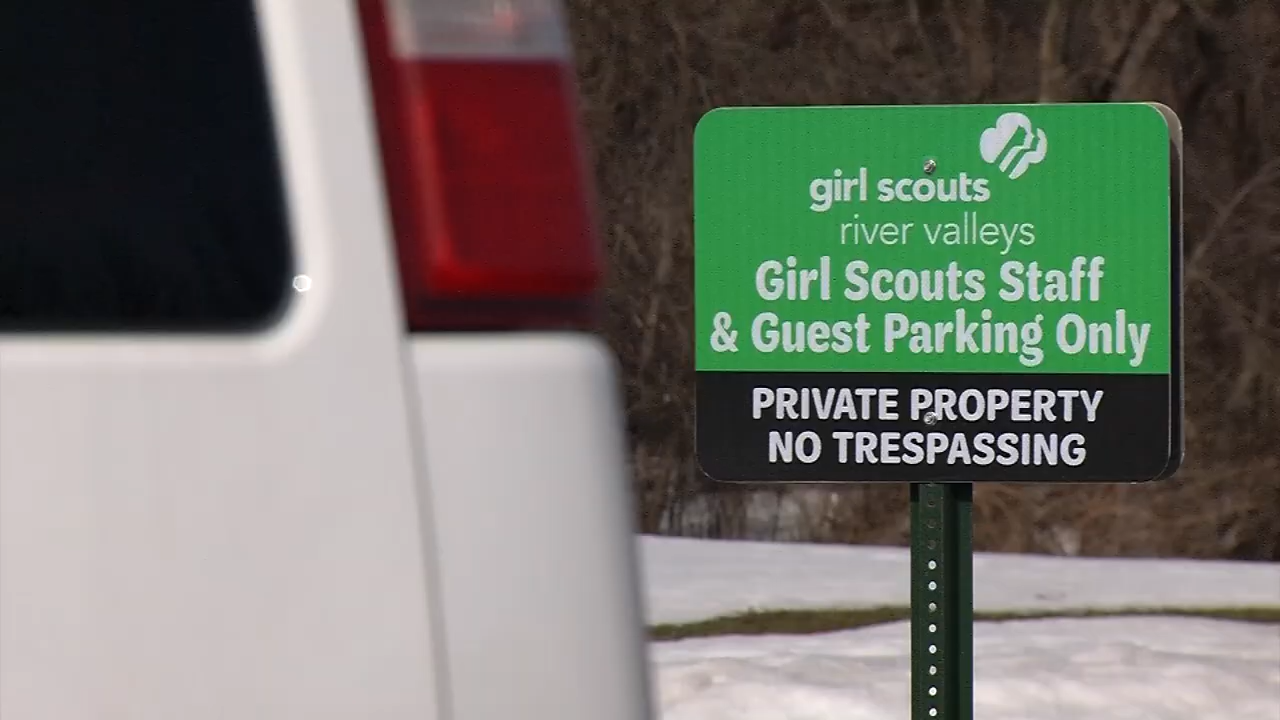 girl scouts
river valleys
Girl Scouts Staff
& Guest Parking Only
PRIVATE PROPERTY
NO TRESPASSING